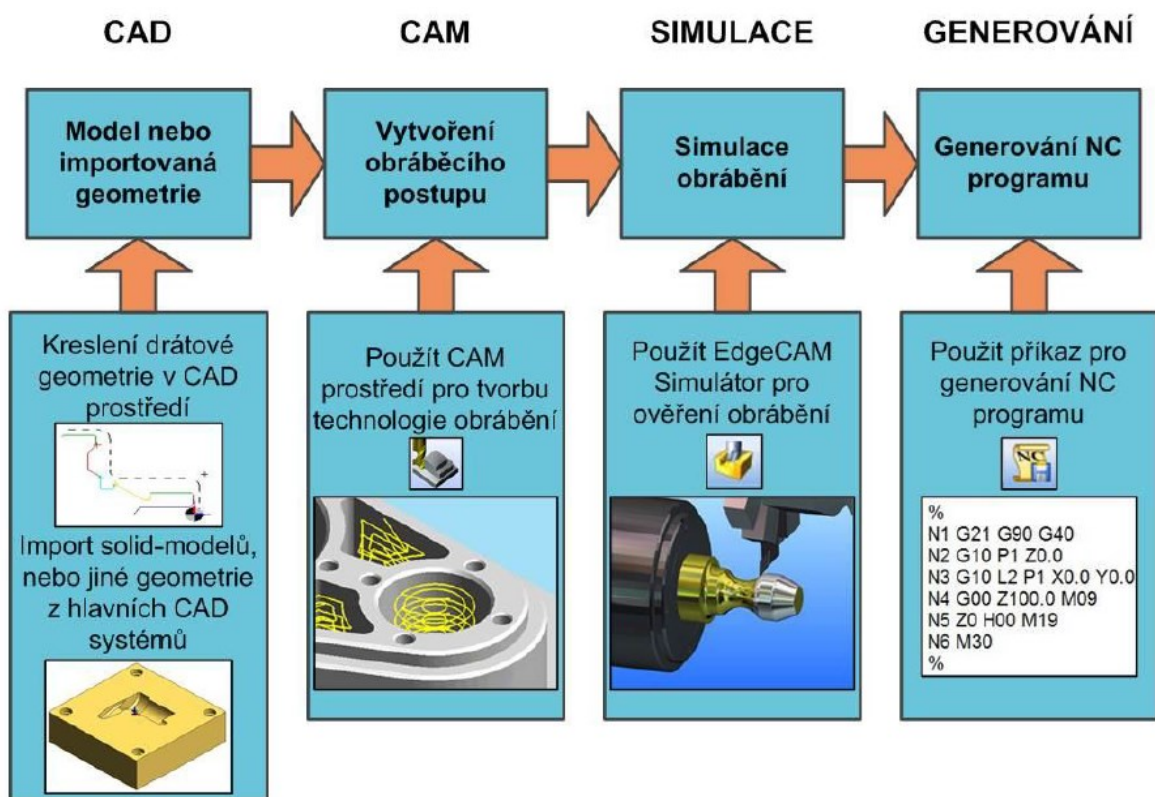 CAD
CAM
SIMULACE
GENEROVÁNÍ
Model nebo
importovaná
geometrie
Vytvoření
obráběcího
postupu
Simulace
obrábění
Generování NC
programu
Kreslení drátové
geometrie v CAD
prostředí
Import solid-modelů,
nebo jiné geometrie
z hlavních CAD
systémů
Použít CAM
prostředí pro tvorbu
technologie obrábění
Použít EdgeCAM
Simulátor pro
ověření obrábění
Použit příkaz pro
generování NC
programu
NC
%
N1 G21 G90 G40
N2 G10 P1 Z0.0
N3 G10 L2 P1 X0.0 Y0.0
N4 G00 Z100.0 M09
N5 Z0 H00 M19
N6 M30
%